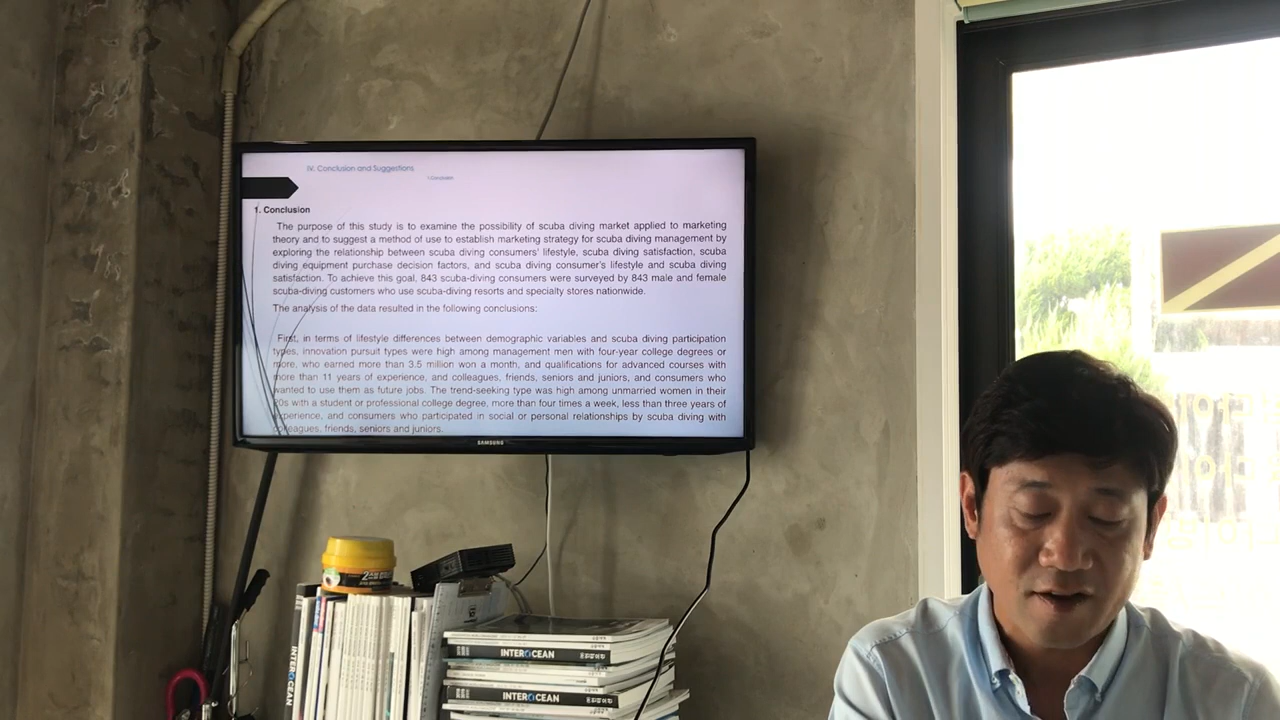 IV. Conclusion and Suggestions
1.Conclusion
1. Conclusion
The purpose of this study is to examine the possibility of scuba diving market applied to marketing
theory and to suggest a method of use to establish marketing strategy for scuba diving management by
exploring the relationship between scuba diving consumers' lifestyle, scuba diving satisfaction, scuba
diving equipment purchase decision factors, and scuba diving consumer's lifestyle and scuba diving
satisfaction. To achieve this goal, 843 scuba-diving consumers were surveyed by 843 male and female
scuba-diving customers who use scuba-diving resorts and specialty stores nationwide.
The analysis of the data resulted in the following conclusions:
First, in terms of lifestyle differences between demographic variables and scuba diving participation
types, innovation pursuit types were high among management men with four-year college degrees or
more, who earned more than 3.5 million won a month, and qualifications for advanced courses with
more than 11 years of experience, and colleagues, friends, seniors and juniors, and consumers who
wanted to use them as future jobs. The trend-seeking type was high among unmarried women in their
20s with a student or professional college degree, more than four times a week, less than three years of
experience, and consumers who participated in social or personal relationships by scuba diving with
colleagues, friends, seniors and juniors.
SAMSUNG
INTEROCEAN
INTEROCEAN
INTEROCEAN